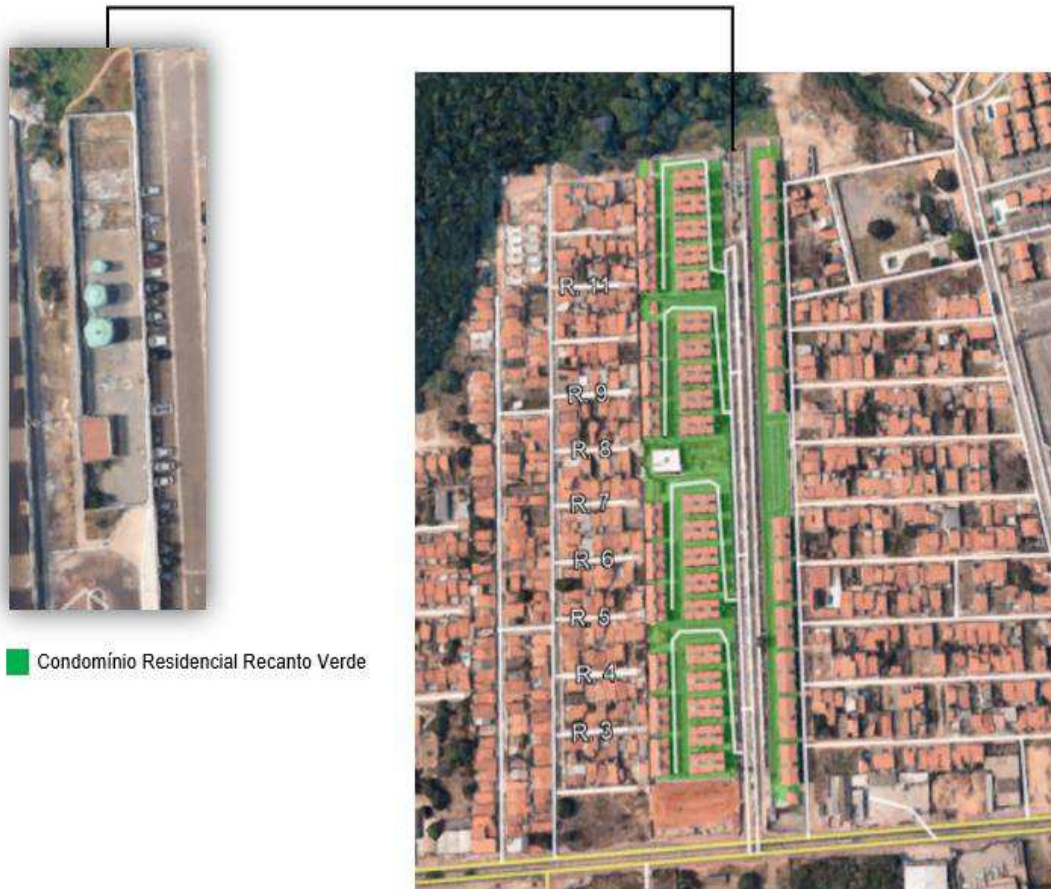 R. 11
R. 9
R. 8
R. 7
R. 6
R. 5
R. 4
R. 3
Condomínio Residencial Recanto Verde